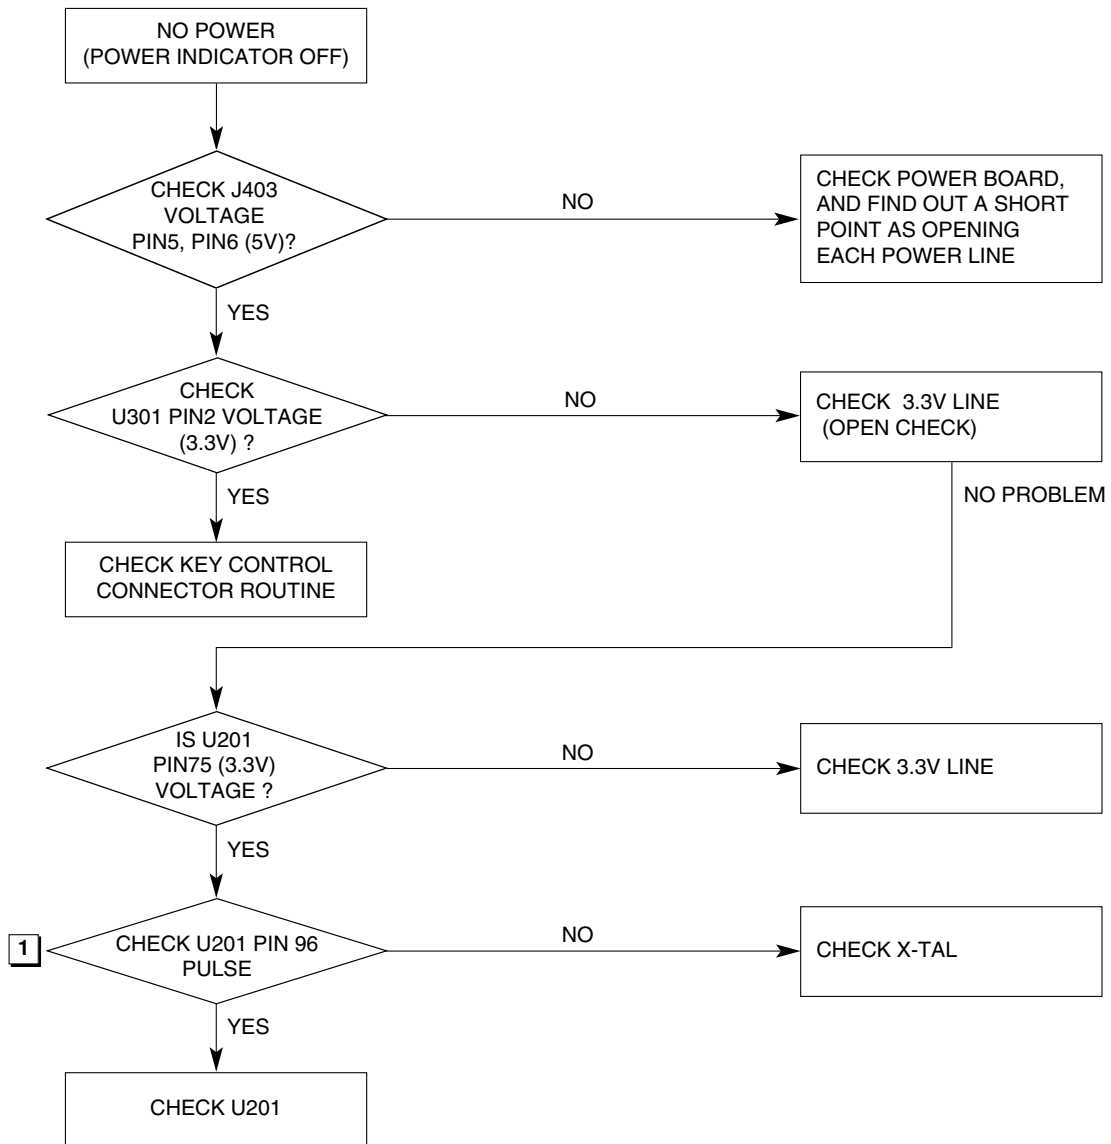 NO POWER
(POWER INDICATOR OFF)
CHECK J403
VOLTAGE
PIN5, PIN6 (5V)?
NO
CHECK POWER BOARD,
AND FIND OUT A SHORT
POINT AS OPENING
EACH POWER LINE
YES
CHECK
U301 PIN2 VOLTAGE
(3.3V) ?
NO
CHECK 3.3V LINE
(OPEN CHECK)
YES
NO PROBLEM
CHECK KEY CONTROL
CONNECTOR ROUTINE
IS U201
PIN75 (3.3V)
VOLTAGE ?
NO
CHECK 3.3V LINE
YES
1
CHECK U201 PIN 96
PULSE
NO
CHECK X-TAL
YES
CHECK U201